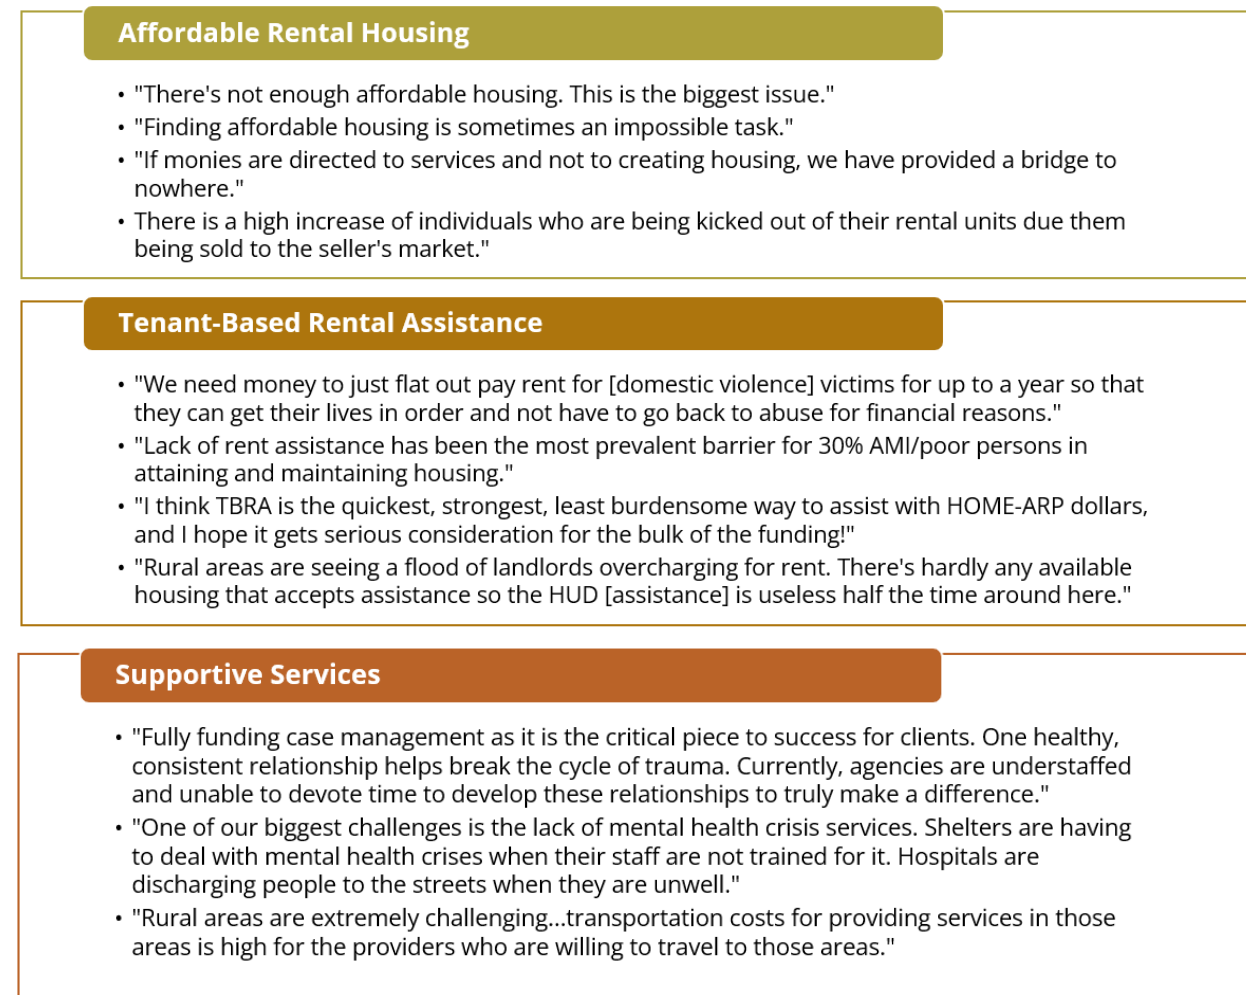 Affordable Rental Housing
• "There's not enough affordable housing. This is the biggest issue."
• "Finding affordable housing is sometimes an impossible task."
• "If monies are directed to services and not to creating housing, we have provided a bridge to
nowhere."
• There is a high increase of individuals who are being kicked out of their rental units due them
being sold to the seller's market."
Tenant-Based Rental Assistance
• "We need money to just flat out pay rent for [domestic violence] victims for up to a year so that
they can get their lives in order and not have to go back to abuse for financial reasons."
• "Lack of rent assistance has been the most prevalent barrier for 30% AMI/poor persons in
attaining and maintaining housing."
• "I think TBRA is the quickest, strongest, least burdensome way to assist with HOME-ARP dollars,
and I hope it gets serious consideration for the bulk of the funding!"
• "Rural areas are seeing a flood of landlords overcharging for rent. There's hardly any available
housing that accepts assistance so the HUD [assistance] is useless half the time around here."
Supportive Services
• "Fully funding case management as it is the critical piece to success for clients. One healthy,
consistent relationship helps break the cycle of trauma. Currently, agencies are understaffed
and unable to devote time to develop these relationships to truly make a difference."
• "One of our biggest challenges is the lack of mental health crisis services. Shelters are having
to deal with mental health crises when their staff are not trained for it. Hospitals are
discharging people to the streets when they are unwell."
• "Rural areas are extremely challenging...transportation costs for providing services in those
areas is high for the providers who are willing to travel to those areas."